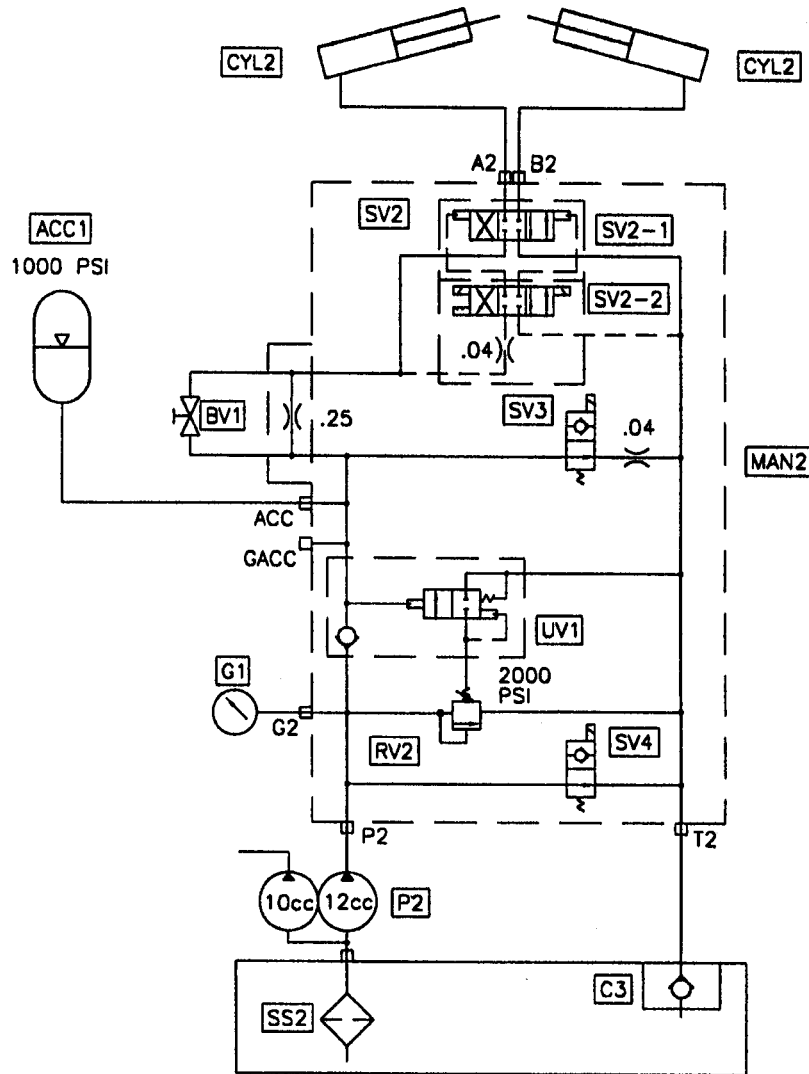 CYL2
CYL2
A2
B2
SV2
SV2-1
ACC1
1000 PSI
SV2-2
.04
BV1
.25
SV3
.04
MAN2
ACC
GACC
UV1
G1
2000
PSI
G2
RV2
SV4
P2
T2
10cc
12cc
P2
C3
SS2